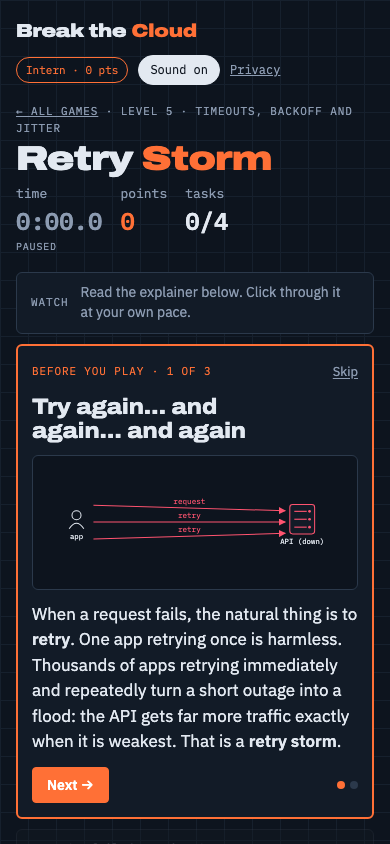 Break the Cloud
Intern · 0 pts
Sound on
Privacy
← ALL GAMES · LEVEL 5 · TIMEOUTS, BACKOFF AND
JITTER
Retry Storm
time points tasks
0:00.0 0 0/4
PAUSED
WATCH
Read the explainer below. Click through it
at your own pace.
BEFORE YOU PLAY · 1 OF 3
Skip
Try again… and
again… and again
request
retry
retry
app
API (down)
When a request fails, the natural thing is to
retry. One app retrying once is harmless.
Thousands of apps retrying immediately
and repeatedly turn a short outage into a
flood: the API gets far more traffic exactly
when it is weakest. That is a retry storm.
Next →